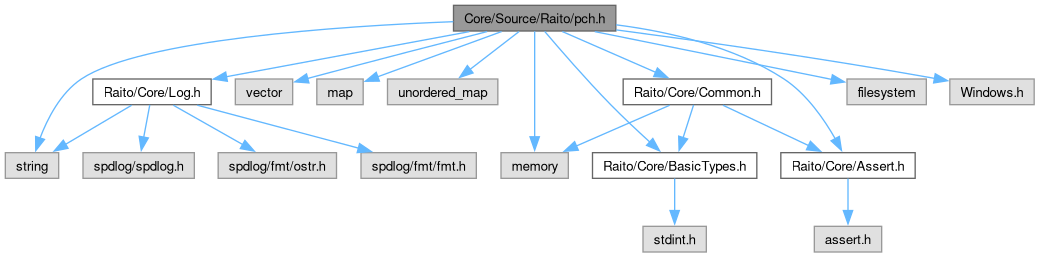 Core/Source/Raito/pch.h
Raito/Core/Log.h
vector
map
unordered_map
Raito/Core/Common.h
filesystem
Windows.h
string
spdlog/spdlog.h
spdlog/fmt/ostr.h
spdlog/fmt/fmt.h
memory
Raito/Core/BasicTypes.h
Raito/Core/Assert.h
stdint.h
assert.h